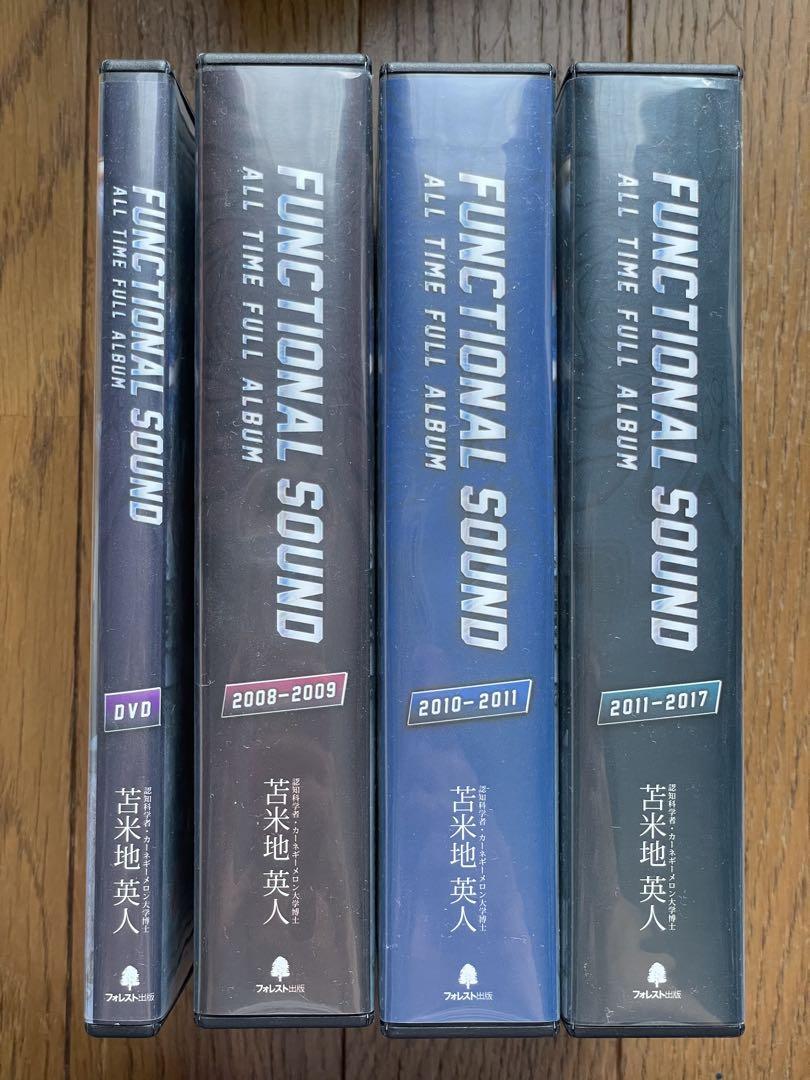 FUNCTIONAL SOUND
ALL TIME FULL ALBUM
DVD
認知科学者・カーネギーメロン大学博士
苫米地 英人
フォレスト出版
FUNCTIONAL SOUND
ALL TIME FULL ALBUM
2008-2009
認知科学者・カーネギーメロン大学博士
苫米地 英人
フォレスト出版
FUNCTIONAL SOUND
ALL TIME FULL ALBUM
2010-2011
認知科学者・カーネギーメロン大学博士
苫米地 英人
フォレスト出版
FUNCTIONAL SOUND
ALL TIME FULL ALBUM
2011-2017
認知科学者・カーネギーメロン大学博士
苫米地 英人
フォレスト出版